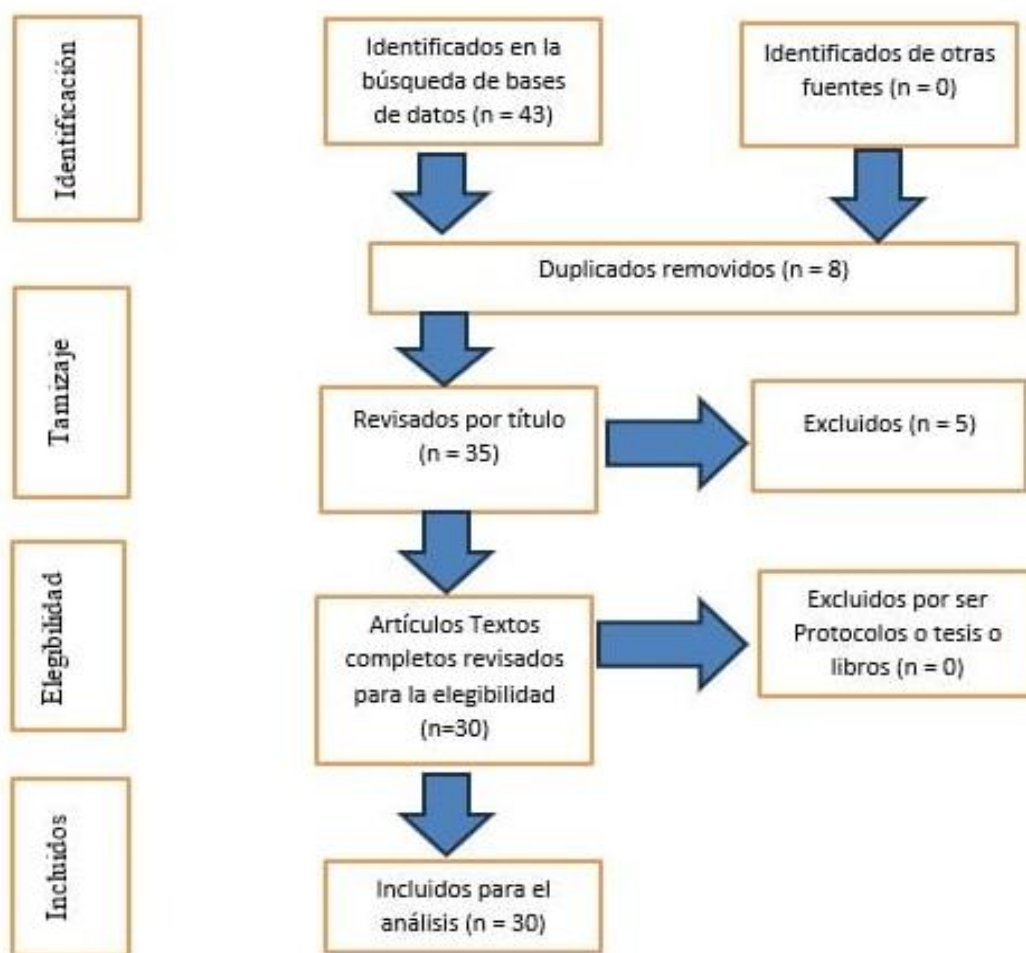 Identificación
Identificados en la
búsqueda de bases
de datos (n = 43)
Identificados de otras
fuentes (n = 0)
Duplicados removidos (n = 8)
Tamizaje
Revisados por título
(n = 35)
Excluidos (n = 5)
Elegibilidad
Artículos Textos
completos revisados
para la elegibilidad
(n=30)
Excluidos por ser
Protocolos o tesis o
libros (n = 0)
Incluidos
Incluidos para el
análisis (n = 30)